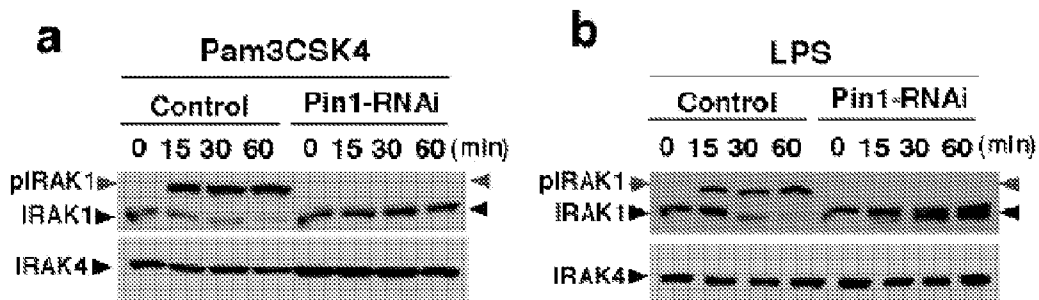 a
Pam3CSK4
Control Pin1-RNAi
0 15 30 60 0 15 30 60 (min)
pIRAK1
IRAK1
IRAK4
b
LPS
Control Pin1-RNAi
0 15 30 60 0 15 30 60 (min)
pIRAK1
IRAK1
IRAK4